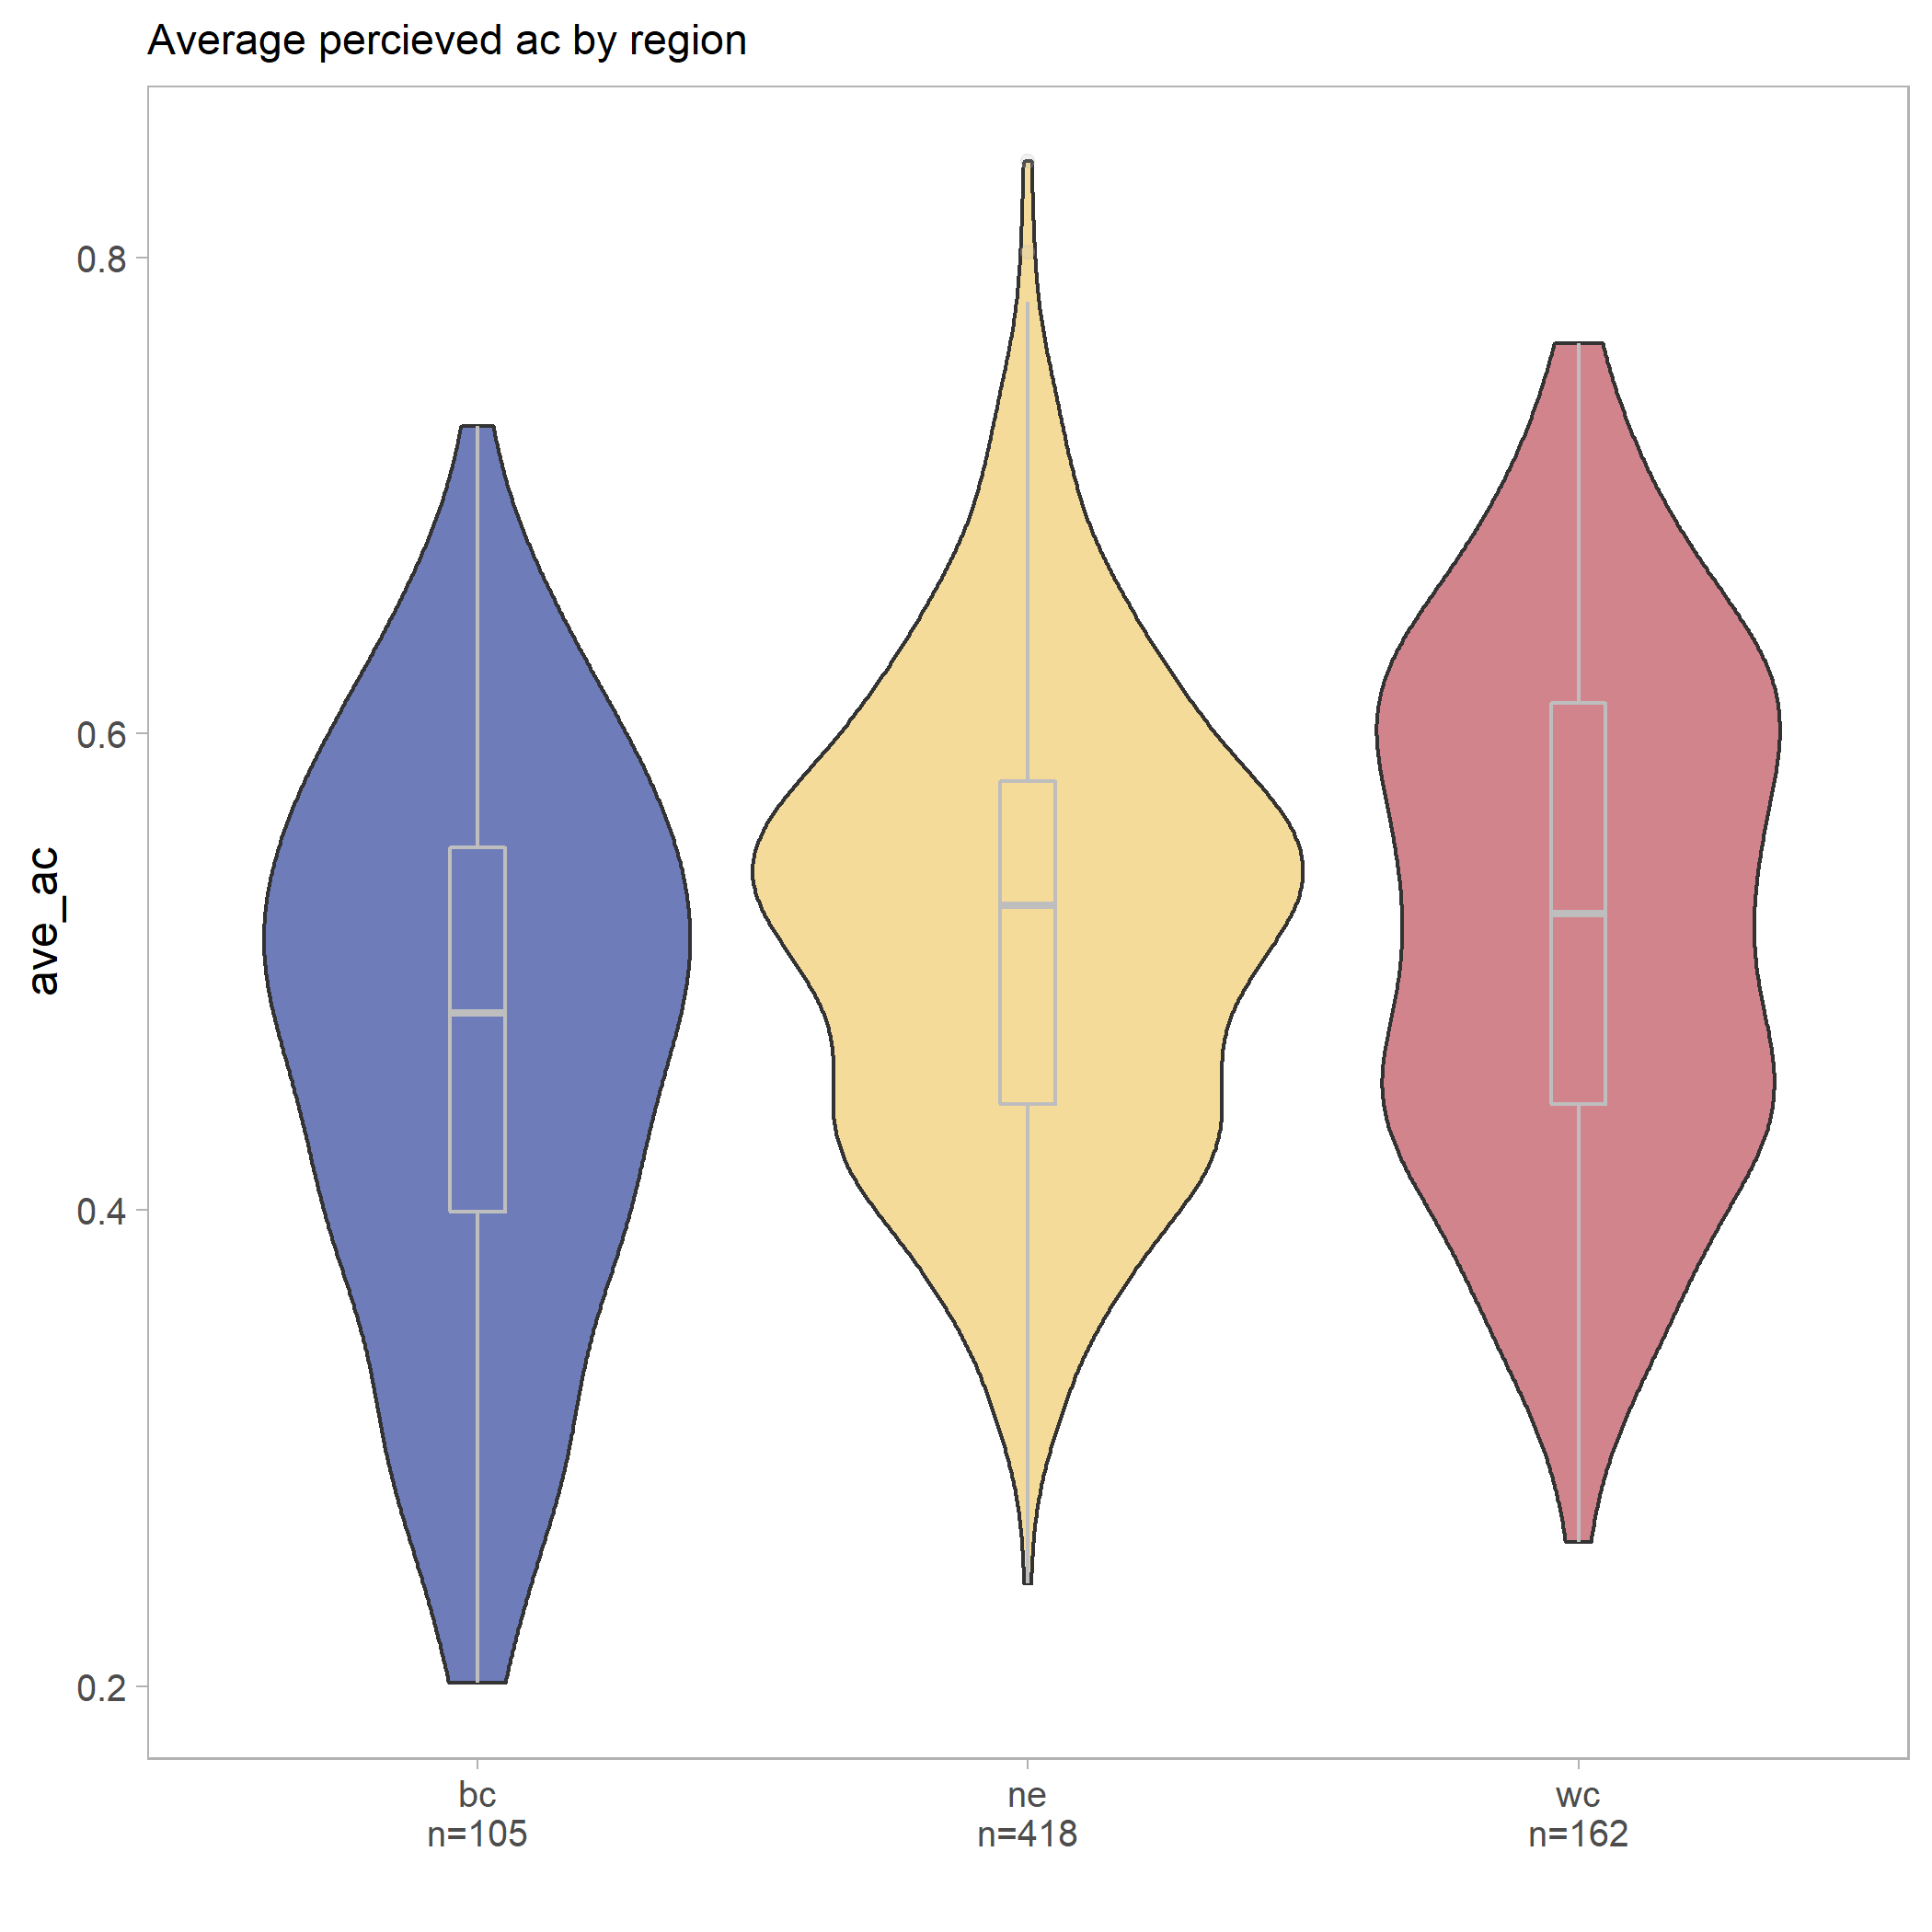 Average percieved ac by region
ave_ac
0.8
0.6
0.4
0.2
bc
n=105
ne
n=418
wc
n=162